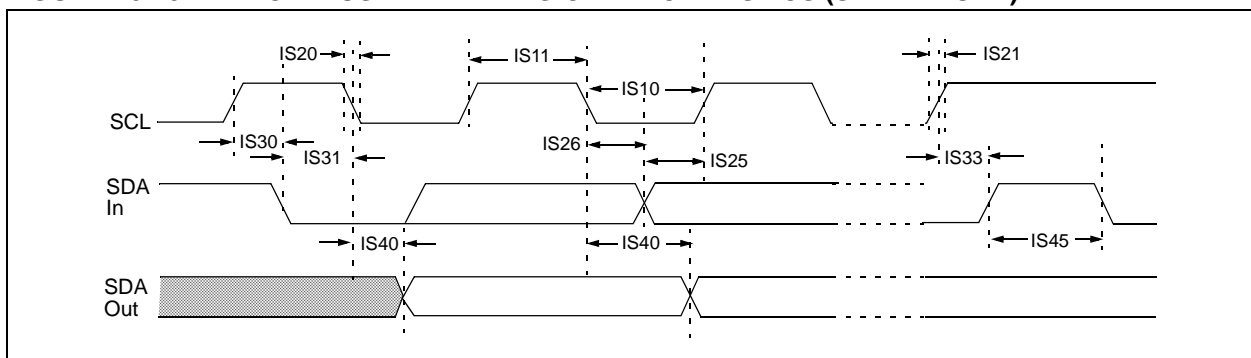 IS20
IS11
IS21
IS10
SCL
IS30
IS26
IS31
IS25
IS33
SDA
In
IS40
IS40
IS45
SDA
Out